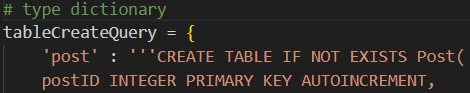 # type dictionary
tableCreateQuery = {
    'post' : '''CREATE TABLE IF NOT EXISTS Post(
    postID INTEGER PRIMARY KEY AUTOINCREMENT,